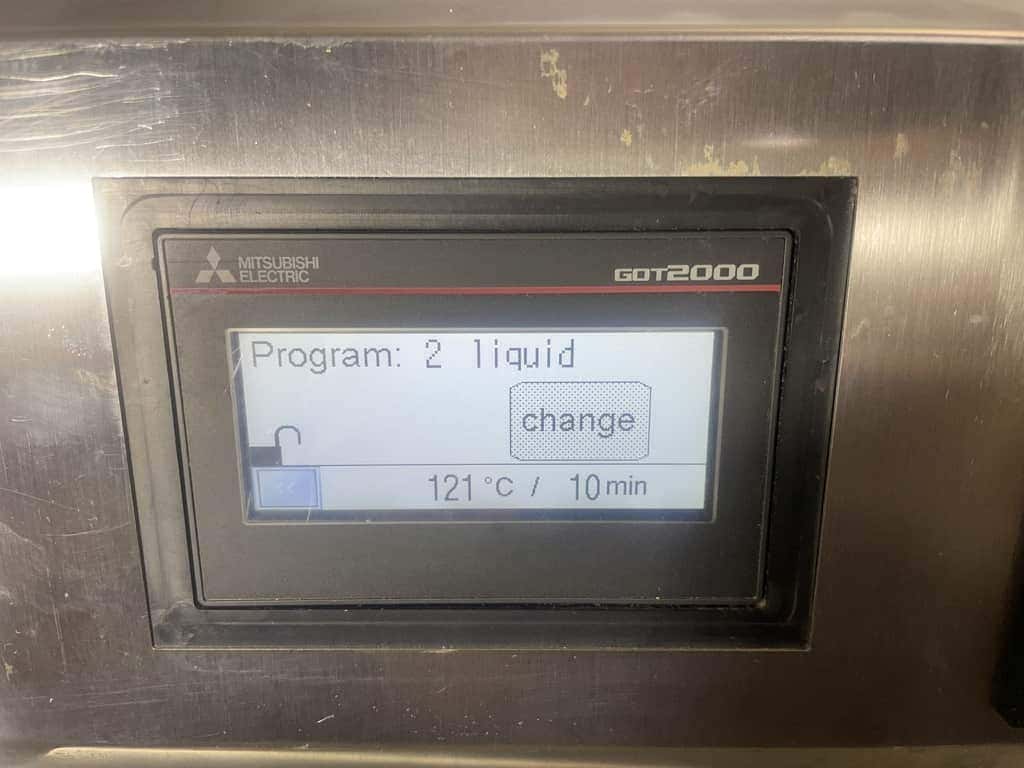 MITSUBISHI
ELECTRIC
GOT2000
Program: 2 liquid
change
121 °C / 10 min